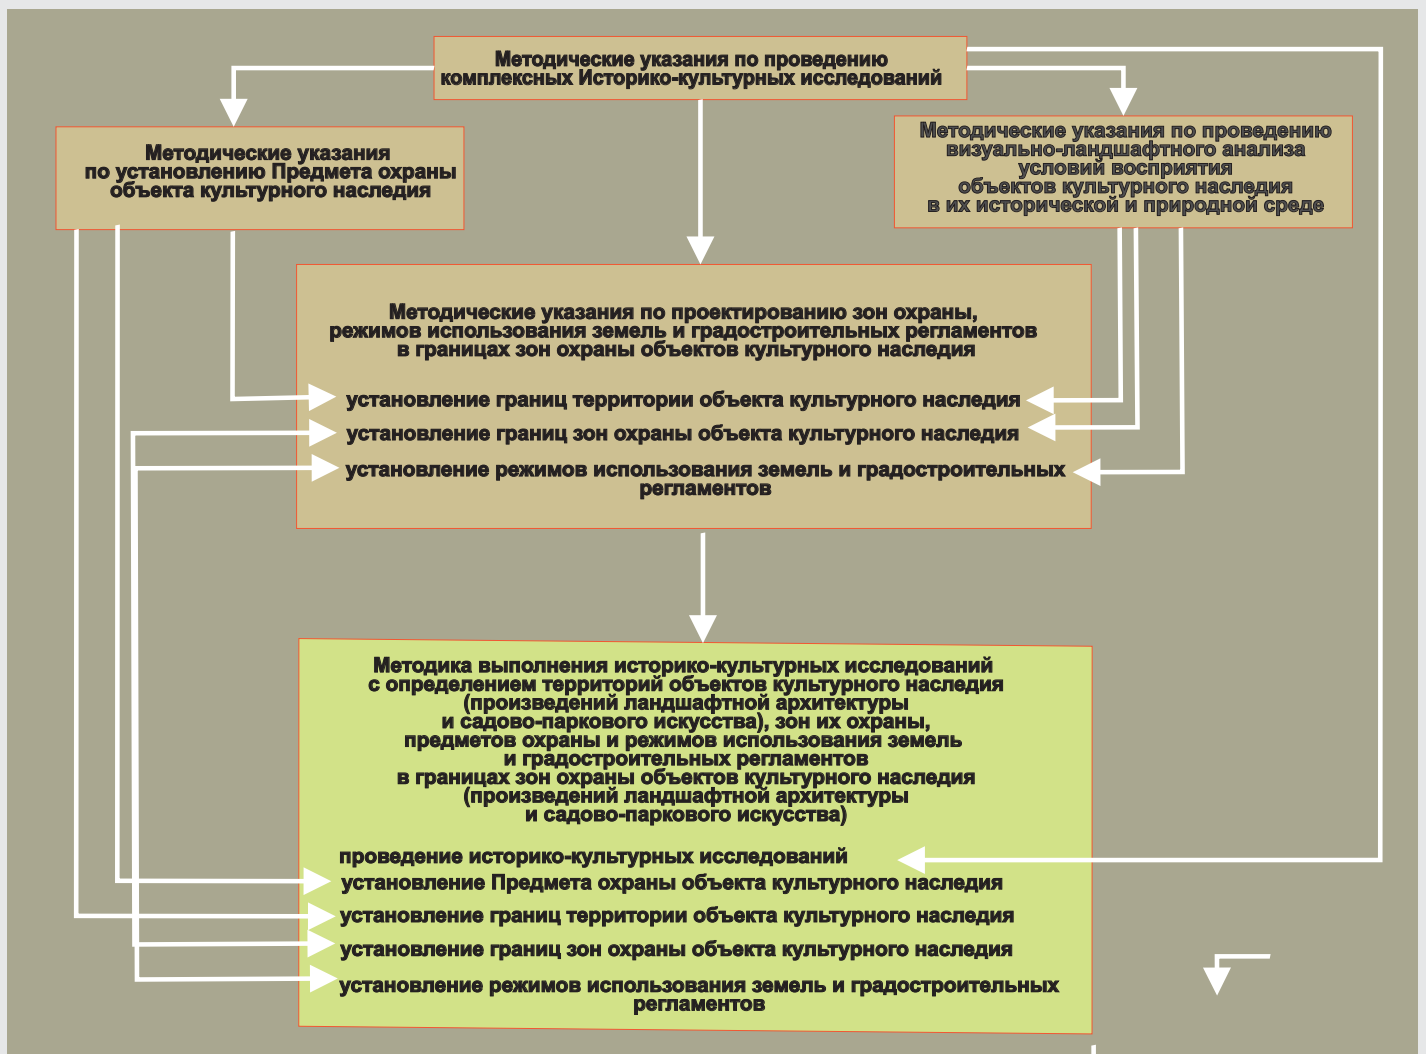 Методические указания по проведению
комплексных Историко-культурных исследований
Методические указания
по установлению Предмета охраны
объекта культурного наследия
Методические указания по проведению
визуально-ландшафтного анализа
условий восприятия
объектов культурного наследия
в их исторической и природной среде
Методические указания по проектированию зон охраны,
режимов использования земель и градостроительных регламентов
в границах зон охраны объектов культурного наследия
установление границ территории объекта культурного наследия
установление границ зон охраны объекта культурного наследия
установление режимов использования земель и градостроительных
регламентов
Методика выполнения историко-культурных исследований
с определением территорий объектов культурного наследия
(произведений ландшафтной архитектуры
и садово-паркового искусства), зон их охраны,
предметов охраны и режимов использования земель
и градостроительных регламентов
в границах зон охраны объектов культурного наследия
(произведений ландшафтной архитектуры
и садово-паркового искусства)
проведение историко-культурных исследований
установление Предмета охраны объекта культурного наследия
установление границ территории объекта культурного наследия
установление границ зон охраны объекта культурного наследия
установление режимов использования земель и градостроительных
регламентов